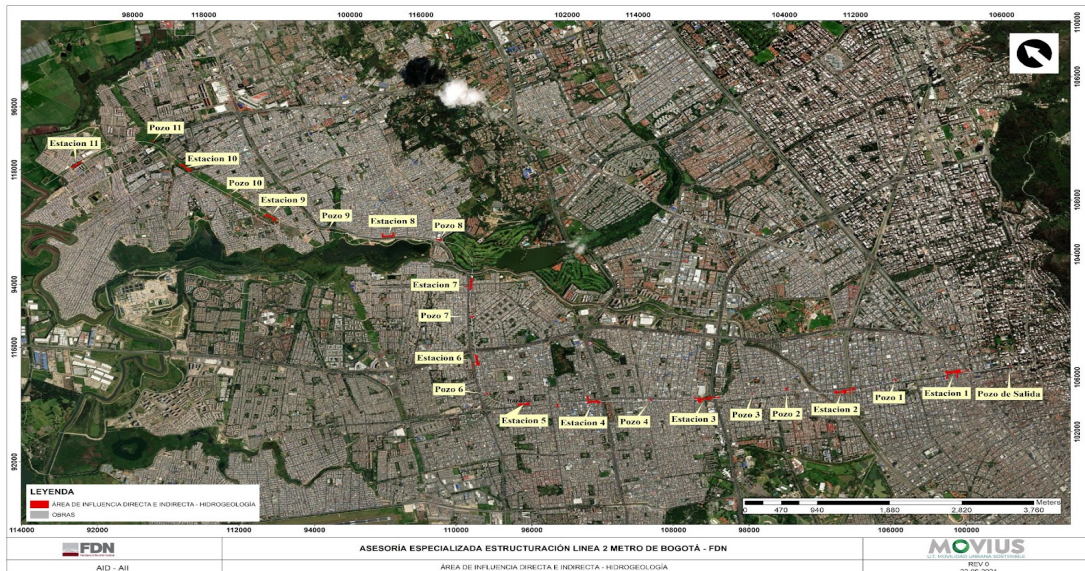 98000 118000 100000 116000 102000 114000 104000 112000 106000
110000
106000
108000
104000
106000
102000
96000
118000
94000
116000
92000
Pozo 11
Estacion 11
Estacion 10
Pozo 10
Estacion 9
Pozo 9
Estacion 8
Pozo 8
Estacion 7
Pozo 7
Estacion 6
Pozo 6
Estacion 5
Estacion 4
Pozo 4
Estacion 3
Pozo 3
Pozo 2
Estacion 2
Pozo 1
Estacion 1
Pozo de Salida
LEYENDA
ÁREA DE INFLUENCIA DIRECTA E INDIRECTA - HIDROGEOLOGÍA
OBRAS
Meters
0 470 940 1,880 2,820 3,760
114000 92000 112000 94000 110000 96000 108000 98000 106000 100000
FDN
ASESORÍA ESPECIALIZADA ESTRUCTURACIÓN LINEA 2 METRO DE BOGOTÁ - FDN
MOVIUS
U.T. MOVILIDAD URBANA SOSTENIBLE
AID - AII
ÁREA DE INFLUENCIA DIRECTA E INDIRECTA - HIDROGEOLOGÍA
REV 0